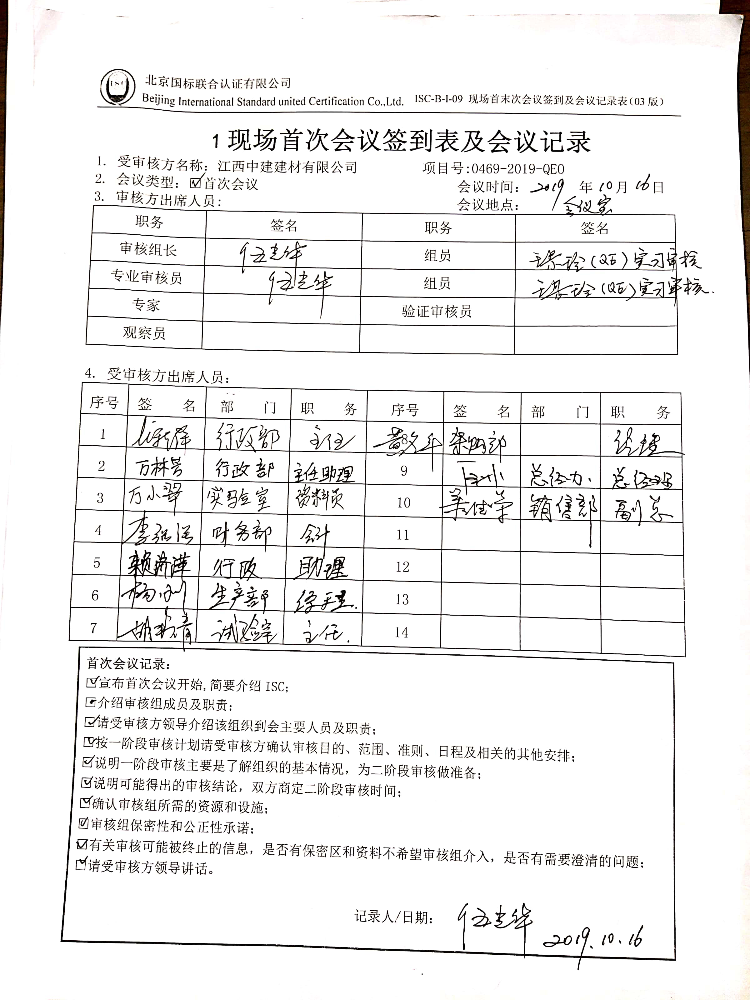 ISC
北京国标联合认证有限公司
Beijing International Standard united Certification Co.,Ltd. ISC-B-I-09 现场首末次会议签到及会议记录表(03 版)
1 现场首次会议签到表及会议记录
1. 受审核方名称：江西中建建材有限公司 项目号:0469-2019-QEO
2. 会议类型：☑首次会议 会议时间：2019 年 10 月 16 日
3. 审核方出席人员： 会议地点：会议室
职务 签名 职务 签名
审核组长 伍光华 组员 (QE) 实习审核
专业审核员 伍光华 组员 (QE) 实习审核.
专家 验证审核员
观察员
4. 受审核方出席人员：
序号 签 名 部 门 职 务 序号 签 名 部 门 职 务
1 行政部 主任 8 采购部 经理
2 万林芳 行政部 主任助理 9 总经办. 总经理
3 万小翠 实验室 资料员 10 销售部 副总
4 财务部 会计 11
5 行政 助理 12
6 生产部 经理. 13
7 试验室 主任. 14
首次会议记录：
☑宣布首次会议开始,简要介绍 ISC；
☑介绍审核组成员及职责；
☑请受审核方领导介绍该组织到会主要人员及职责；
☑按一阶段审核计划请受审核方确认审核目的、范围、准则、日程及相关的其他安排；
☑说明一阶段审核主要是了解组织的基本情况，为二阶段审核做准备；
☑说明可能得出的审核结论，双方商定二阶段审核时间；
☑确认审核组所需的资源和设施；
☑审核组保密性和公正性承诺；
☑有关审核可能被终止的信息，是否有保密区和资料不希望审核组介入，是否有需要澄清的问题；
☑请受审核方领导讲话。
记录人/日期： 伍光华
2019.10.16